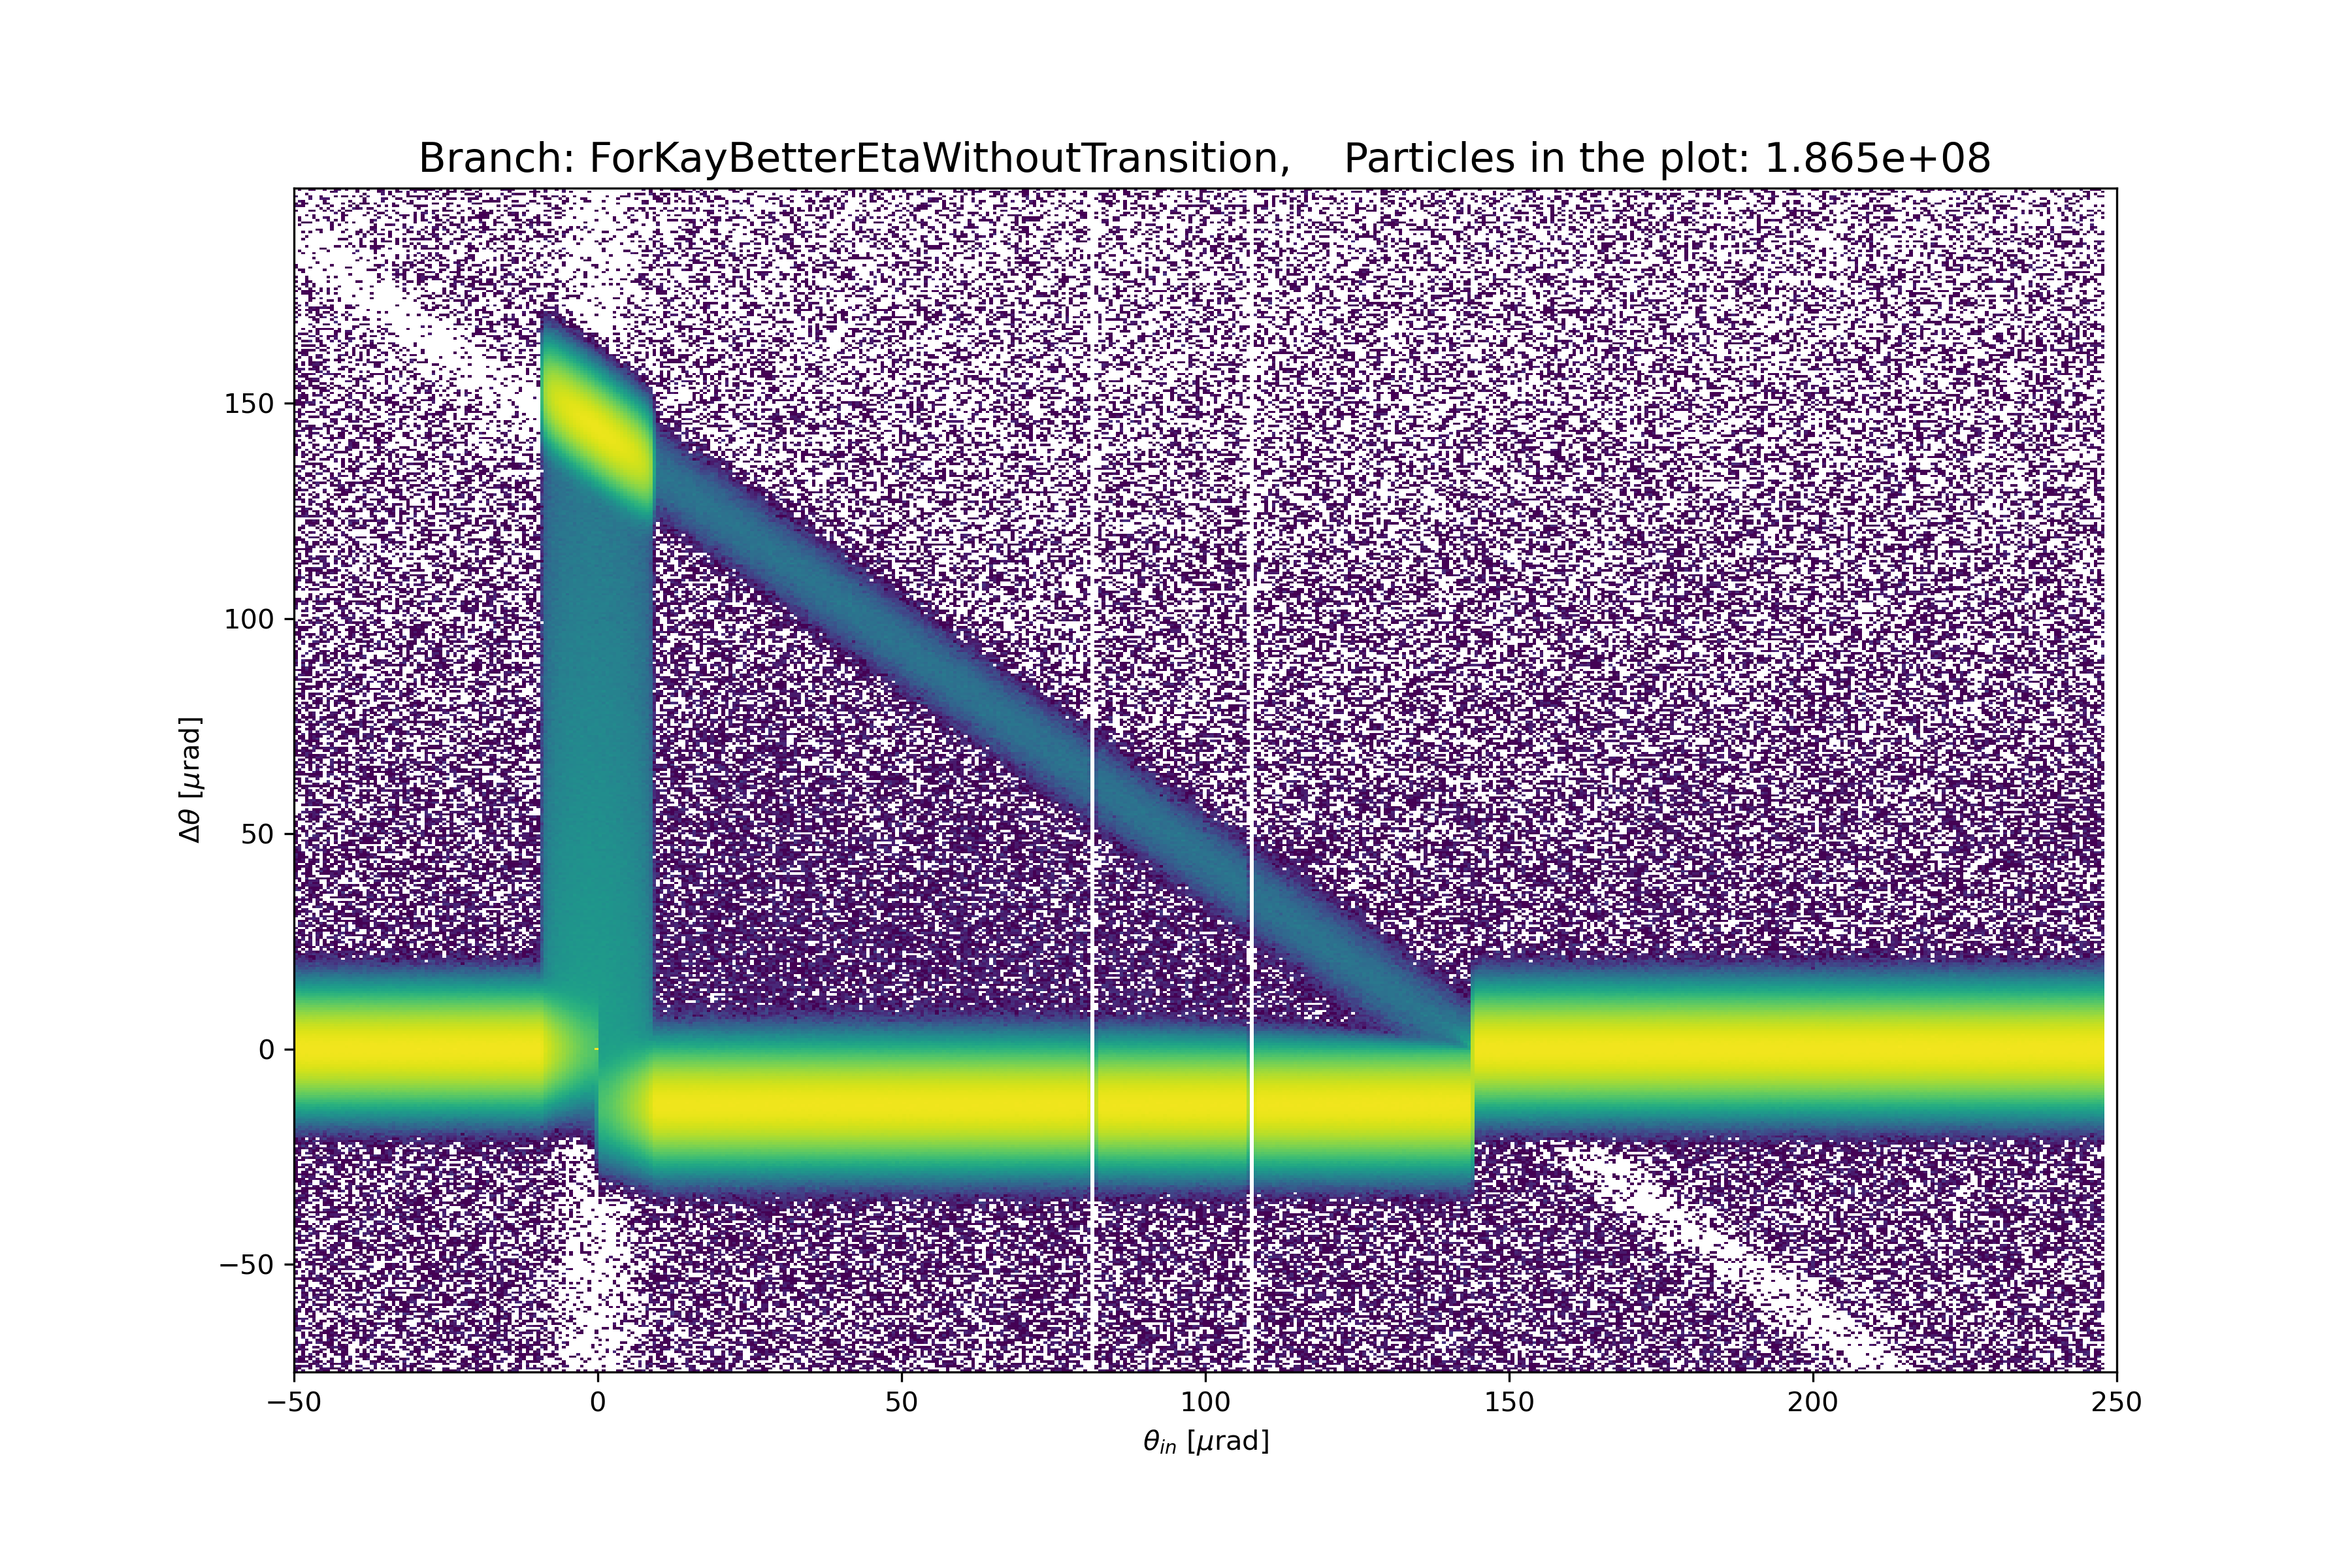 Branch: ForKayBetterEtaWithoutTransition,    Particles in the plot: 1.865e+08
150
100
50
0
−50
Δθ [μrad]
−50 0 50 100 150 200 250
θin [μrad]